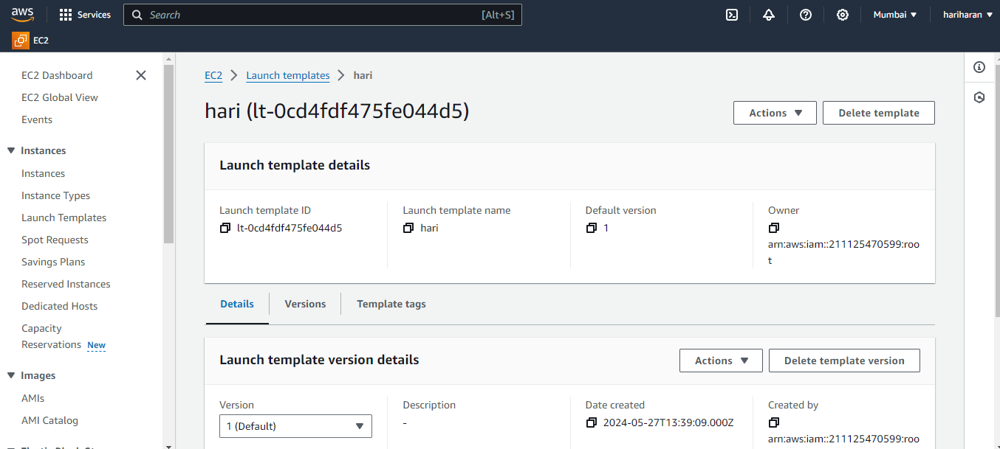 aws
Services
Search
[Alt+S]
Mumbai
hariharan
EC2
EC2 Dashboard
EC2 Global View
Events
Instances
Instances
Instance Types
Launch Templates
Spot Requests
Savings Plans
Reserved Instances
Dedicated Hosts
Capacity
Reservations New
Images
AMIs
AMI Catalog
EC2
Launch templates
hari
hari (lt-0cd4fdf475fe044d5)
Actions
Delete template
Launch template details
Launch template ID
lt-0cd4fdf475fe044d5
Launch template name
hari
Default version
1
Owner
arn:aws:iam::211125470599:roo
t
Details
Versions
Template tags
Launch template version details
Actions
Delete template version
Version
1 (Default)
Description
-
Date created
2024-05-27T13:39:09.000Z
Created by
arn:aws:iam::211125470599:roo